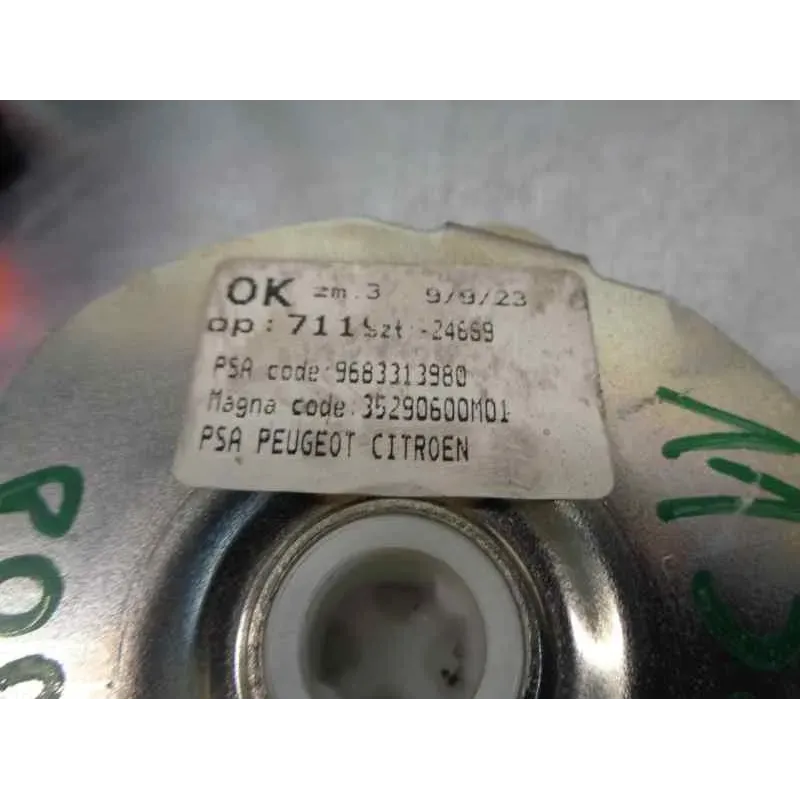 OK zm.3 9/9/23
op: 711 szt.-24669
PSA code:9683313980
Magna code:35290600M01
PSA PEUGEOT CITROEN